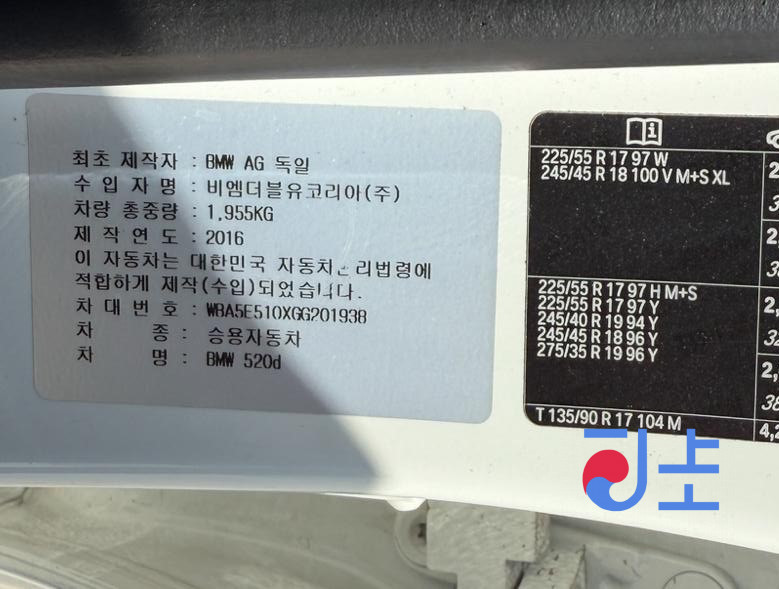 최초 제작자 : BMW AG 독일
수 입 자 명 : 비엠더블유코리아(주)
차량 총중량 : 1,955KG
제 작 연 도 : 2016
이 자동차는 대한민국 자동차관리법령에
적합하게 제작(수입)되었습니다.
차 대 번 호 : WBA5E510XGG201938
차 종 : 승용자동차
차 명 : BMW 520d
225/55 R 17 97 W
245/45 R 18 100 V M+S XL
225/55 R 17 97 H M+S
225/55 R 17 97 Y
245/40 R 19 94 Y
245/45 R 18 96 Y
275/35 R 19 96 Y
T 135/90 R 17 104 M